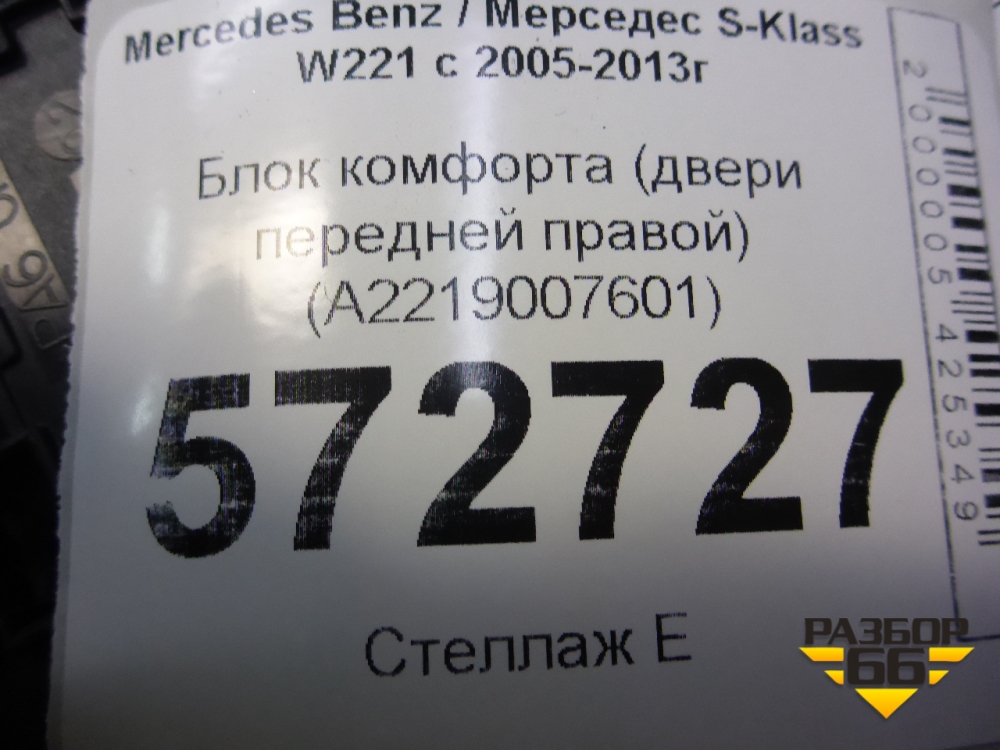 Mercedes Benz / Мерседес S-Klass
W221 с 2005-2013г
Блок комфорта (двери
передней правой)
(A2219007601)
572727
Стеллаж Е
2000005425349
РАЗБОР
66